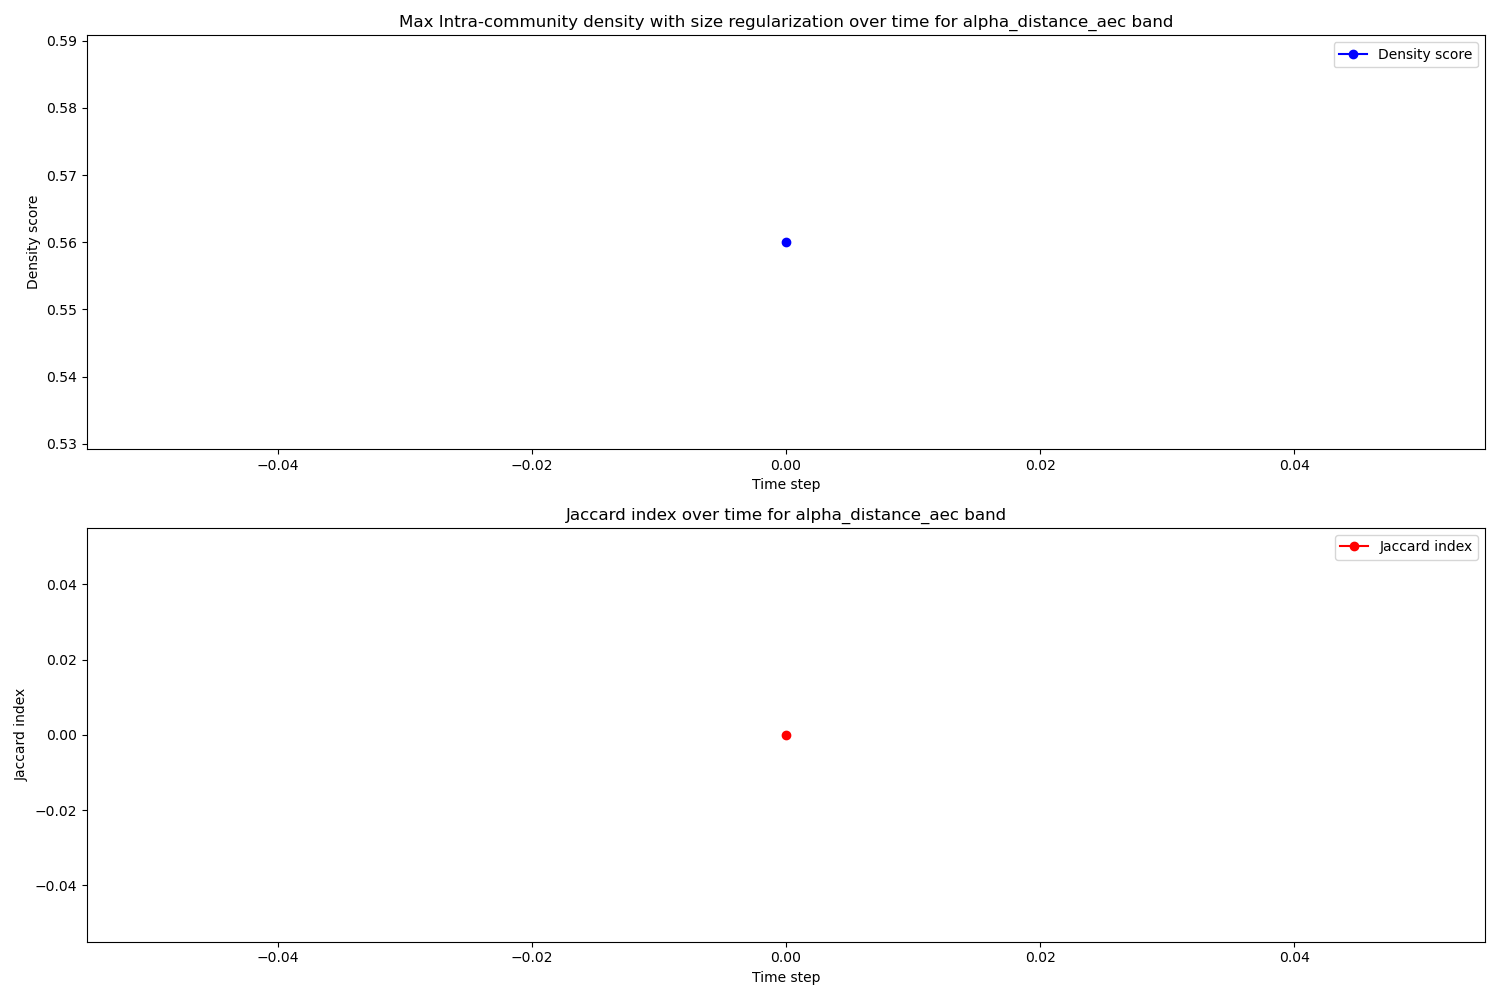 Max Intra-community density with size regularization over time for alpha_distance_aec band
Density score
0.59
0.58
0.57
0.56
0.55
0.54
0.53
Density score
−0.04
−0.02
0.00
0.02
0.04
Time step
Jaccard index over time for alpha_distance_aec band
Jaccard index
0.04
0.02
0.00
−0.02
−0.04
Jaccard index
−0.04
−0.02
0.00
0.02
0.04
Time step